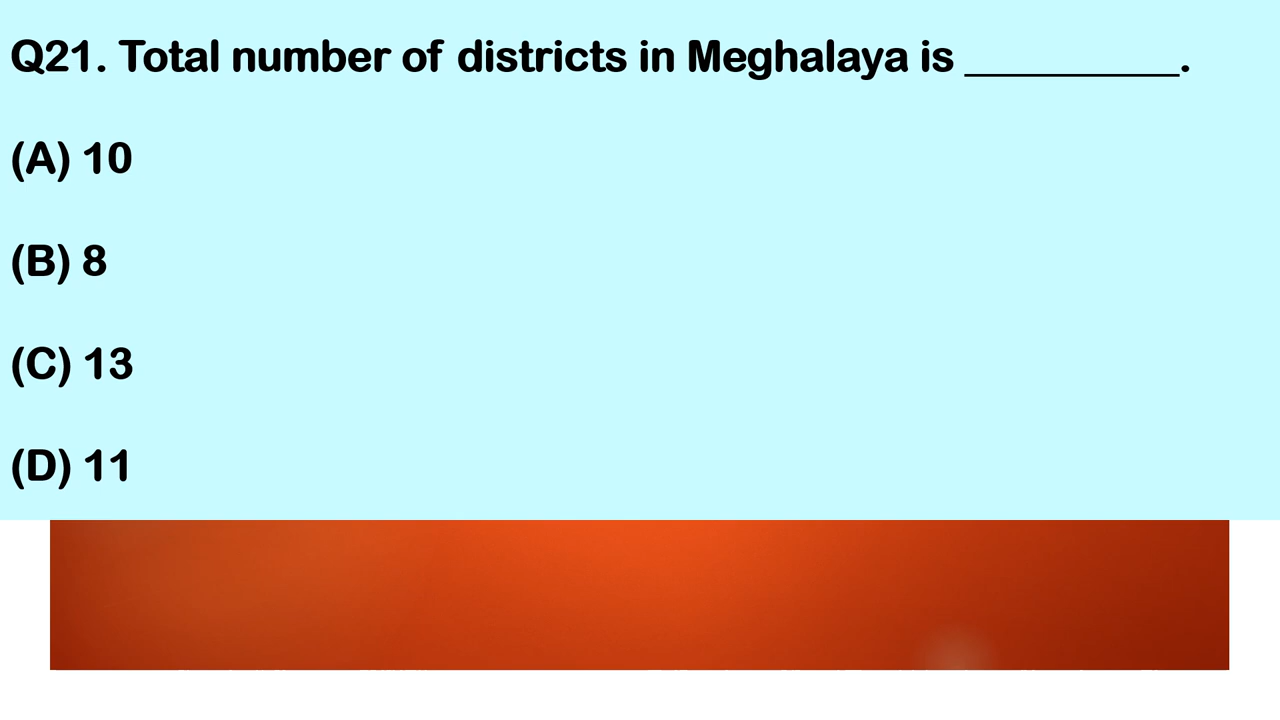 Q21. Total number of districts in Meghalaya is __________.
(A) 10
(B) 8
(C) 13
(D) 11